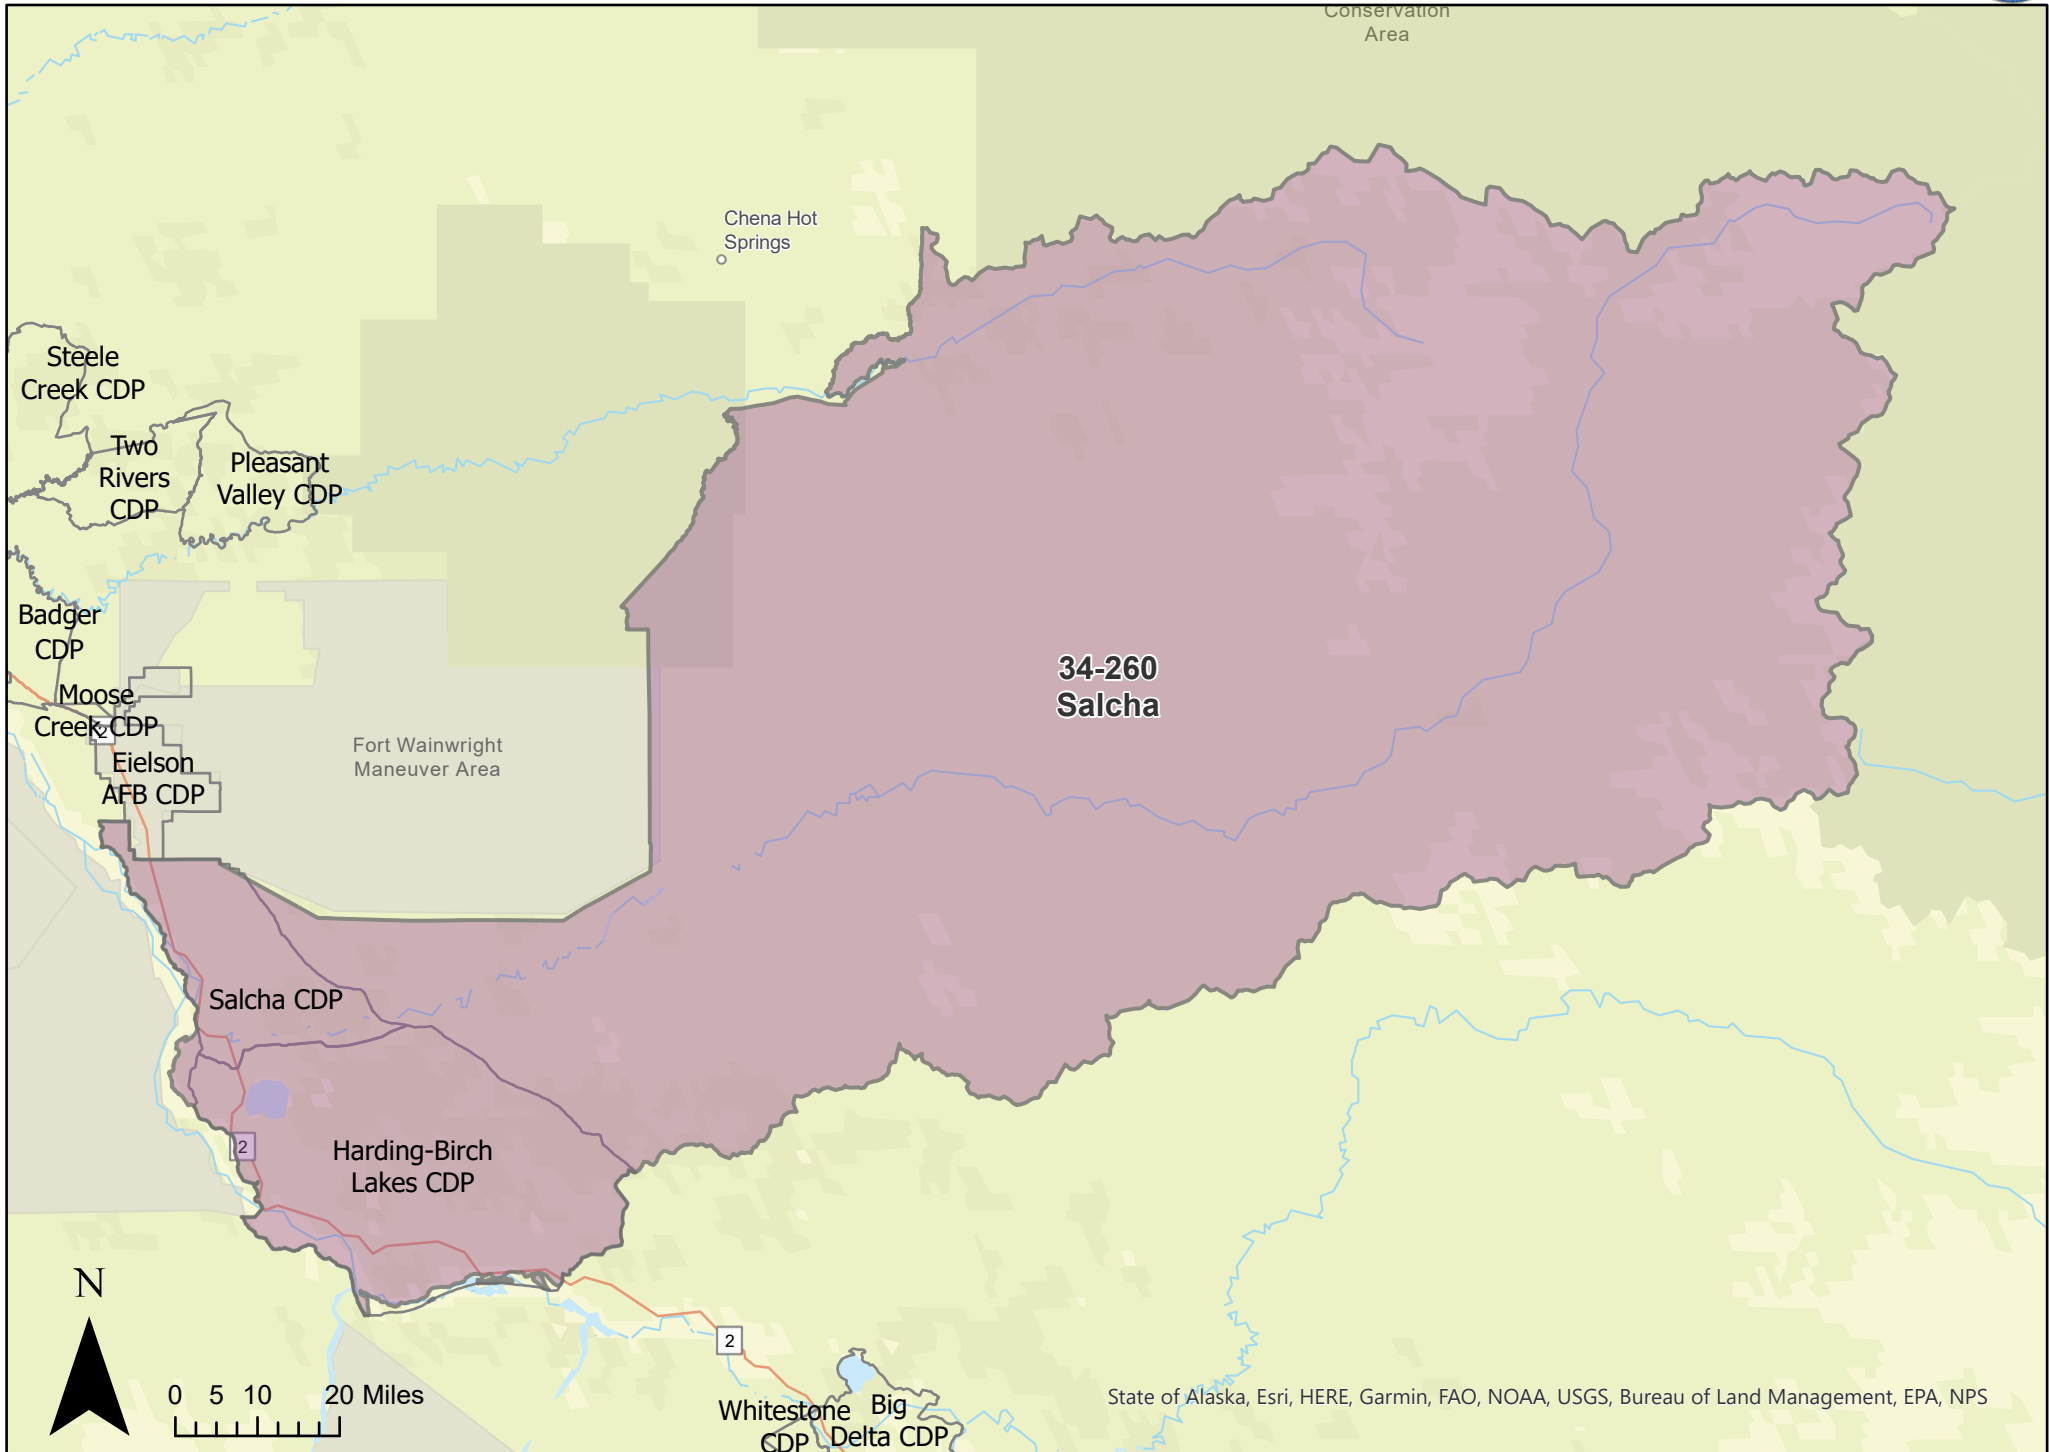 Conservation
Area
Chena Hot
Springs
Steele
Creek CDP
Two
Rivers
CDP
Pleasant
Valley CDP
Badger
CDP
Moose
Creek CDP
2
Eielson
AFB CDP
Fort Wainwright
Maneuver Area
34-260
Salcha
Salcha CDP
2
Harding-Birch
Lakes CDP
N
0 5 10 20 Miles
2
Whitestone
CDP
Big
Delta CDP
State of Alaska, Esri, HERE, Garmin, FAO, NOAA, USGS, Bureau of Land Management, EPA, NPS